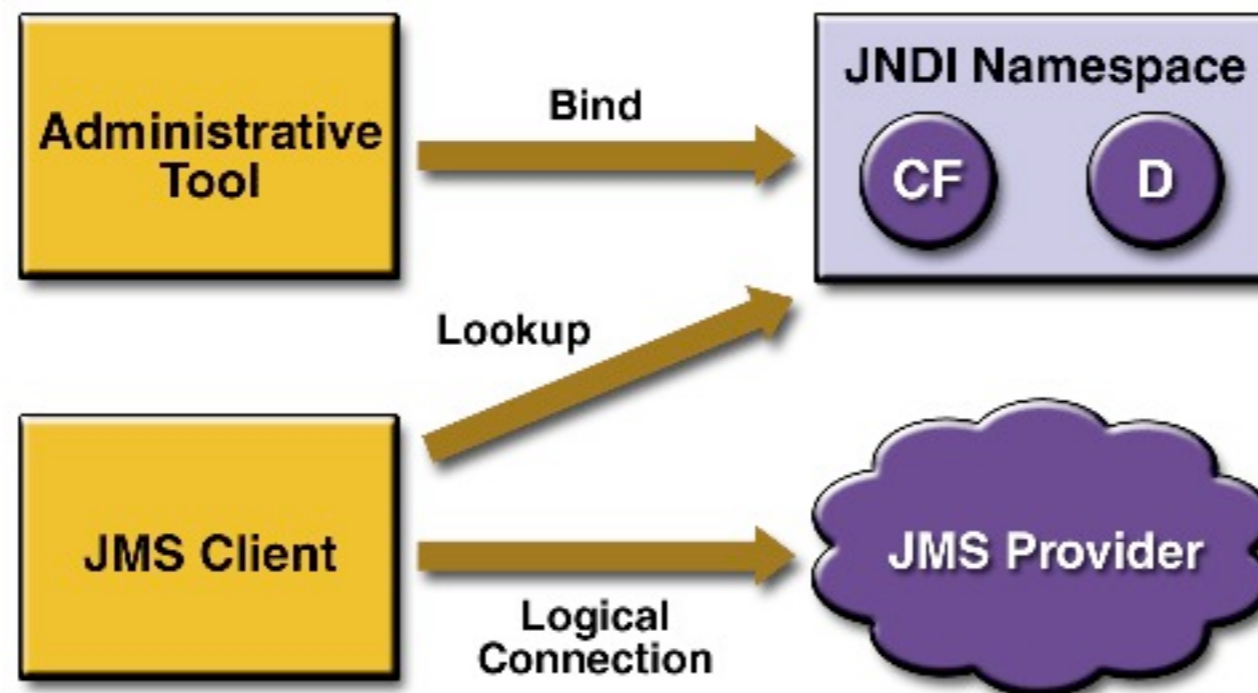 Administrative
Tool
Bind
JNDI Namespace
CF
D
Lookup
JMS Client
Logical
Connection
JMS Provider